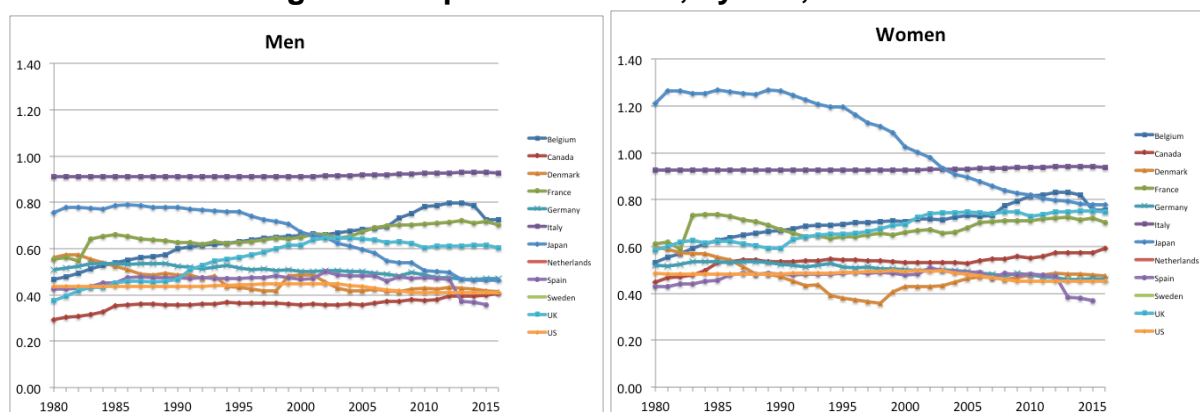 Men
1.40
1.20
1.00
0.80
0.60
0.40
0.20
0.00
1980 1985 1990 1995 2000 2005 2010 2015
Belgium
Canada
Denmark
France
Germany
Italy
Japan
Netherlands
Spain
Sweden
UK
US
Women
1.40
1.20
1.00
0.80
0.60
0.40
0.20
0.00
1980 1985 1990 1995 2000 2005 2010 2015
Belgium
Canada
Denmark
France
Germany
Italy
Japan
Netherlands
Spain
Sweden
UK
US